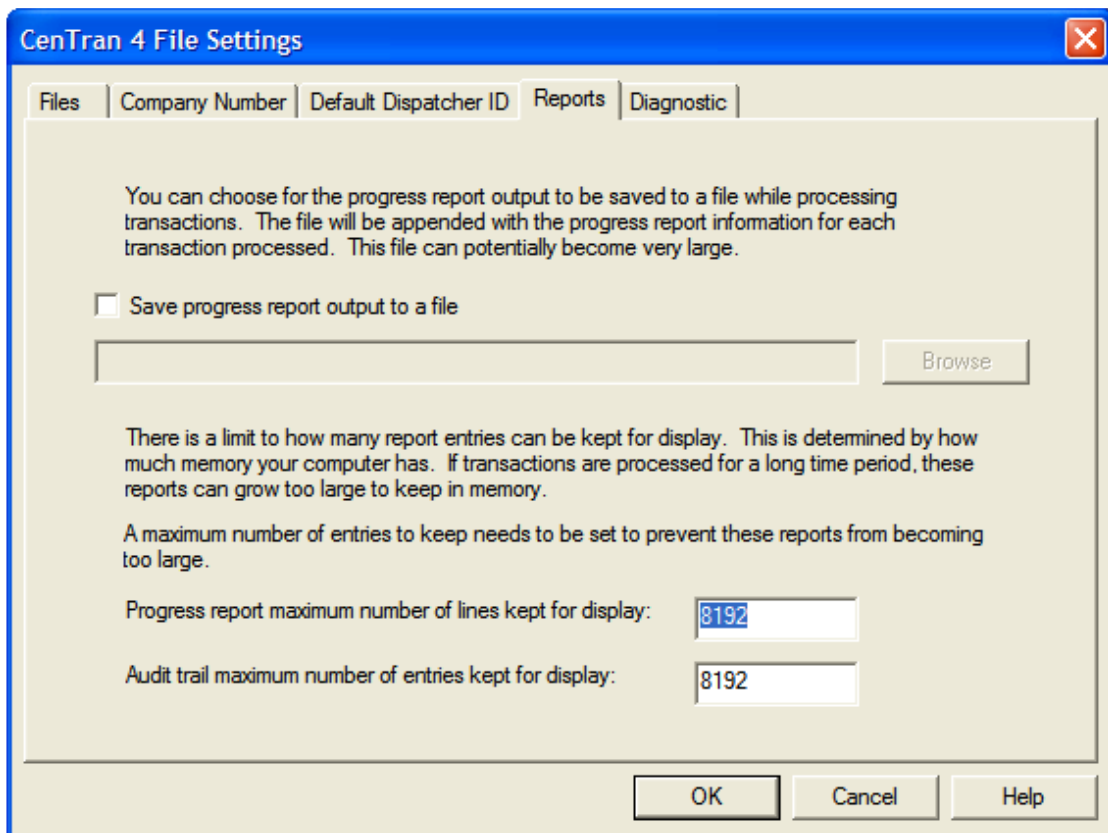 CenTran 4 File Settings
Files Company Number Default Dispatcher ID Reports Diagnostic
You can choose for the progress report output to be saved to a file while processing
transactions. The file will be appended with the progress report information for each
transaction processed. This file can potentially become very large.
Save progress report output to a file
Browse
There is a limit to how many report entries can be kept for display. This is determined by how
much memory your computer has. If transactions are processed for a long time period, these
reports can grow too large to keep in memory.
A maximum number of entries to keep needs to be set to prevent these reports from becoming
too large.
Progress report maximum number of lines kept for display: 8192
Audit trail maximum number of entries kept for display: 8192
OK Cancel Help